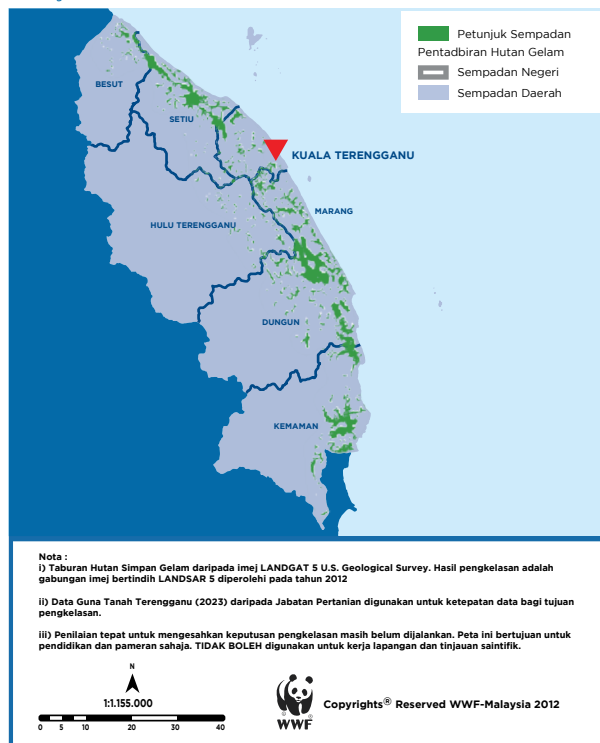 Petunjuk Sempadan
Pentadbiran Hutan Gelam
Sempadan Negeri
Sempadan Daerah
BESUT
SETIU
KUALA TERENGGANU
MARANG
HULU TERENGGANU
DUNGUN
KEMAMAN
Nota :
i) Taburan Hutan Simpan Gelam daripada imej LANDGAT 5 U.S. Geological Survey. Hasil pengkelasan adalah
gabungan imej bertindih LANDSAR 5 diperolehi pada tahun 2012
ii) Data Guna Tanah Terengganu (2023) daripada Jabatan Pertanian digunakan untuk ketepatan data bagi tujuan
pengkelasan.
iii) Penilaian tepat untuk mengesahkan keputusan pengkelasan masih belum dijalankan. Peta ini bertujuan untuk
pendidikan dan pameran sahaja. TIDAK BOLEH digunakan untuk kerja lapangan dan tinjauan saintifik.
N
1:1.155.000
0 5 10 20 30 40
WWF
®
Copyrights® Reserved WWF-Malaysia 2012